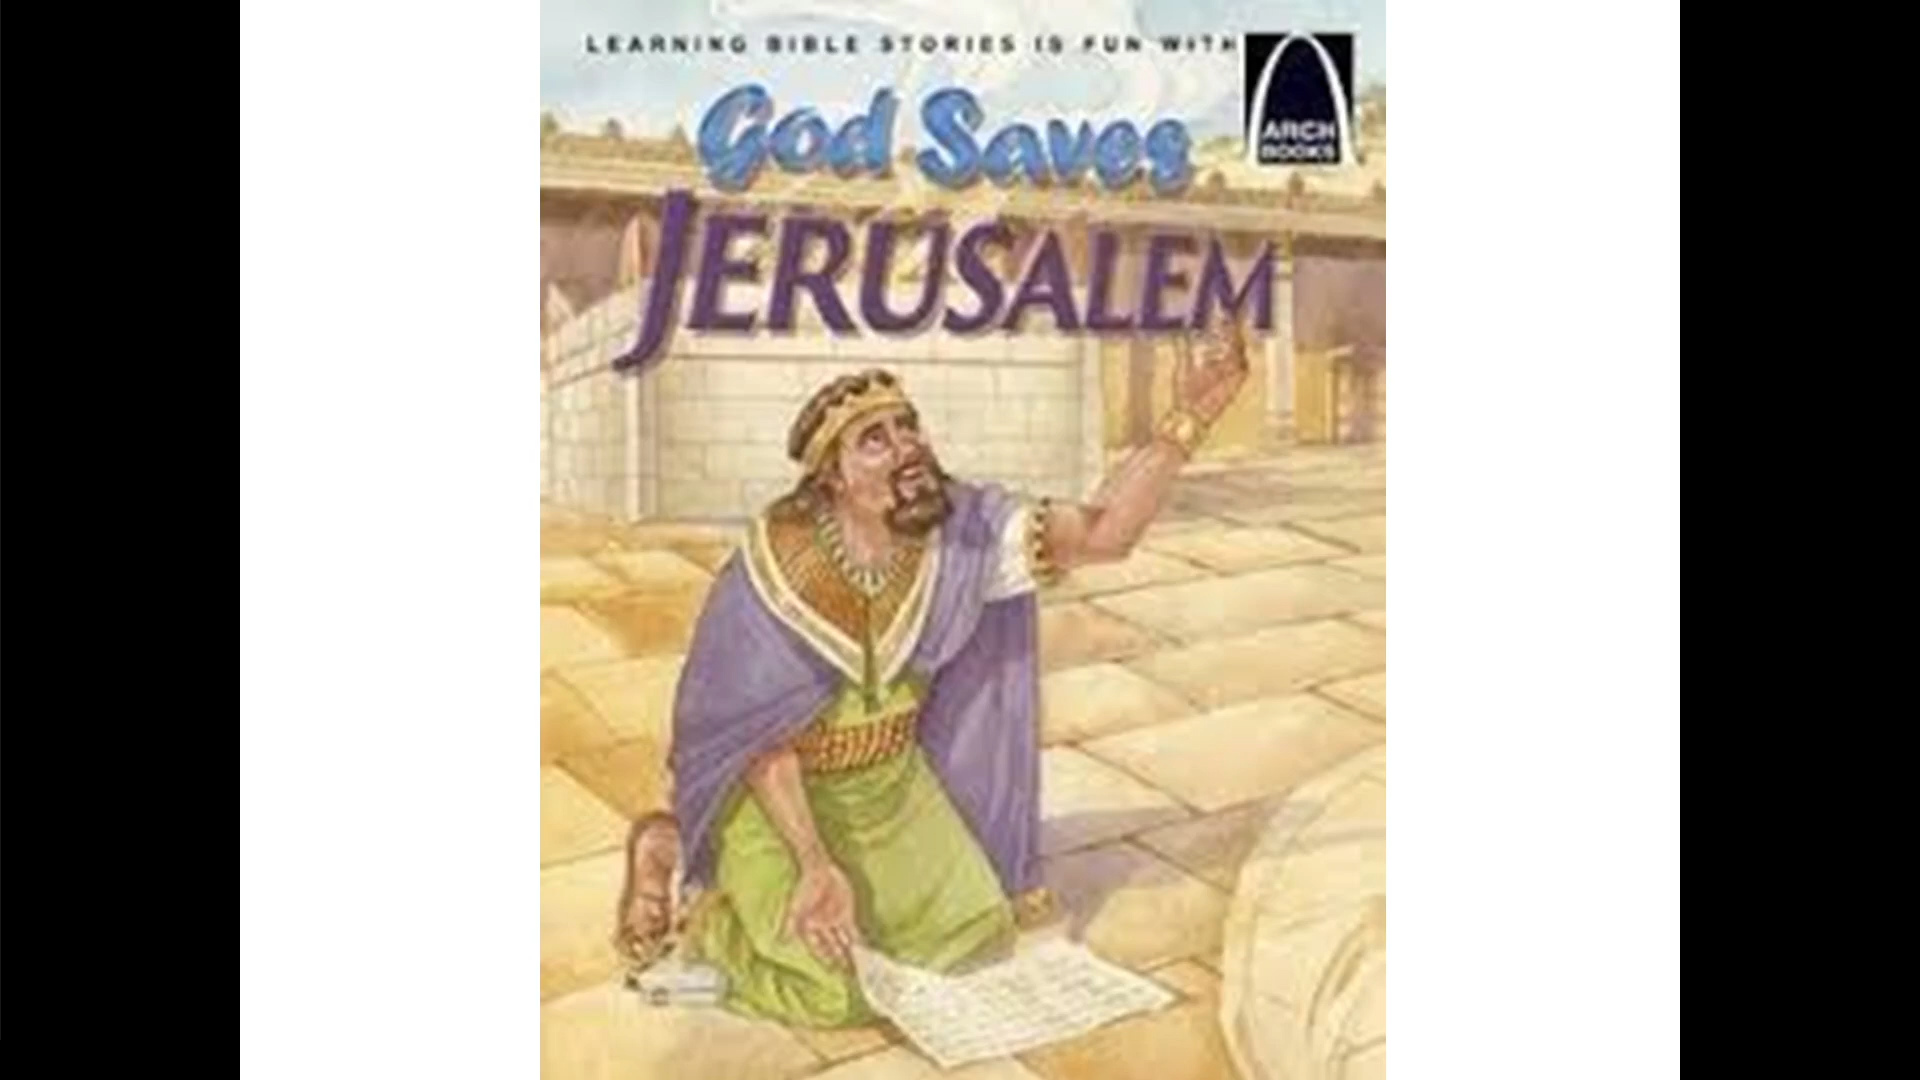 LEARNING BIBLE STORIES IS FUN WITH
ARCH
BOOKS
God Saves
JERUSALEM